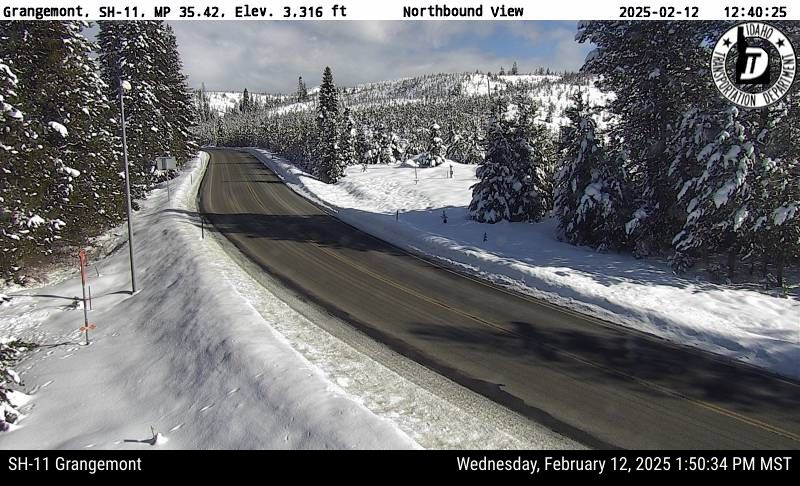 Grangemont, SH-11, MP 35.42, Elev. 3,316 ft Northbound View 2025-02-12 12:40:25
IDAHO
TRANSPORTATION DEPARTMENT
SH-11 Grangemont Wednesday, February 12, 2025 1:50:34 PM MST